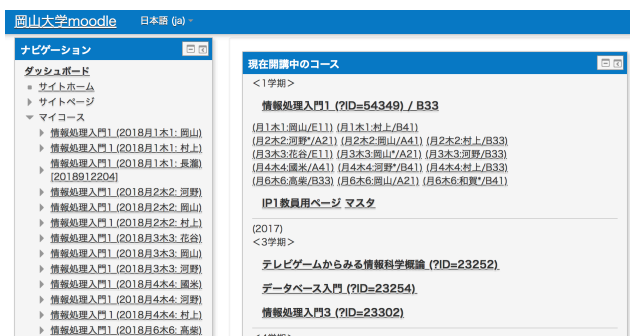 岡山大学moodle
日本語 (ja)
ナビゲーション
ダッシュボード
サイトホーム
サイトページ
マイコース
情報処理入門1 (2018月1木1: 岡山)
情報処理入門1 (2018月1木1: 村上)
情報処理入門1 (2018月1木1: 長瀧)
[2018912204]
情報処理入門1 (2018月2木2: 河野)
情報処理入門1 (2018月2木2: 岡山)
情報処理入門1 (2018月2木2: 村上)
情報処理入門1 (2018月3木3: 花谷)
情報処理入門1 (2018月3木3: 岡山)
情報処理入門1 (2018月3木3: 河野)
情報処理入門1 (2018月4木4: 國米)
情報処理入門1 (2018月4木4: 河野)
情報処理入門1 (2018月4木4: 村上)
情報処理入門1 (2018月6木6: 高柴)
現在開講中のコース
<1学期>
情報処理入門1 (?ID=54349) / B33
(月1木1:岡山/E11) (月1木1:村上/B41)
(月2木2:河野*/A21) (月2木2:岡山/A41) (月2木2:村上/B33)
(月3木3:花谷/E11) (月3木3:岡山*/A21) (月3木3:河野/B33)
(月4木4:國米/A41) (月4木4:河野*/B41) (月4木4:村上/B33)
(月6木6:高柴/B33) (月6木6:岡山/A21) (月6木6:和賀*/B41)
IP1教員用ページ マスタ
(2017)
<3学期>
テレビゲームからみる情報科学概論 (?ID=23252)
データベース入門 (?ID=23254)
情報処理入門3 (?ID=23302)